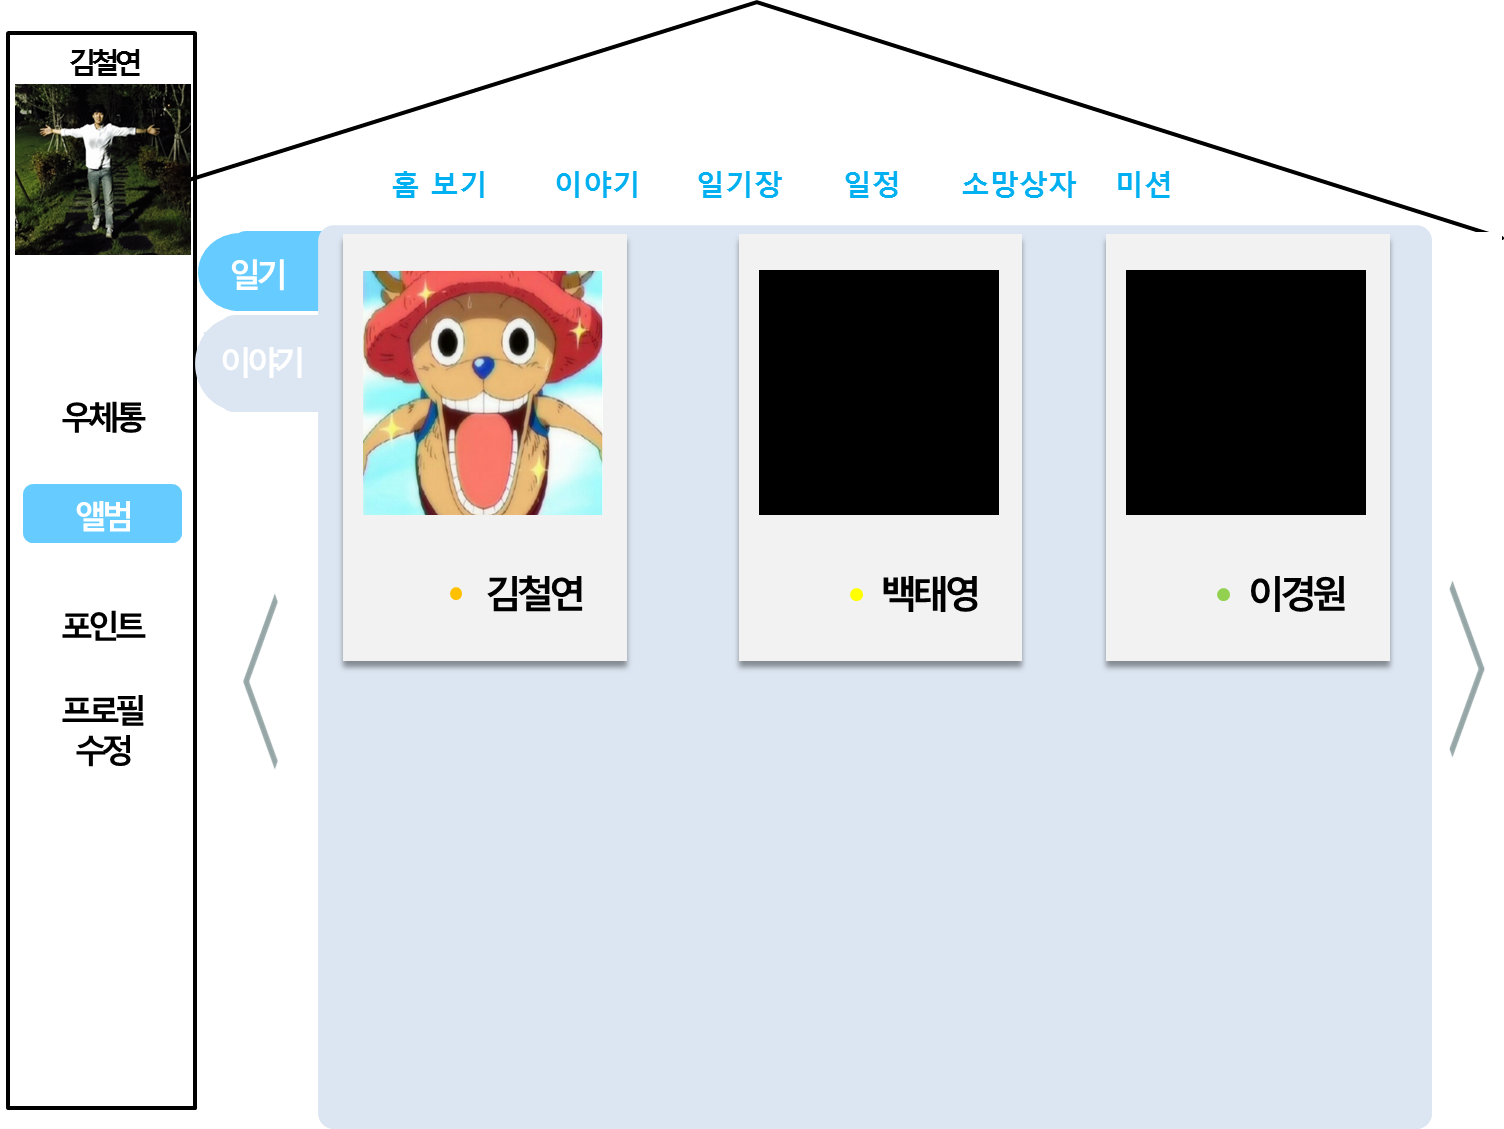 김철연
홈 보기 이야기 일기장 일정 소망상자 미션
일기
이야기
우체통
앨범
포인트
프로필
수정
김철연
백태영
이경원